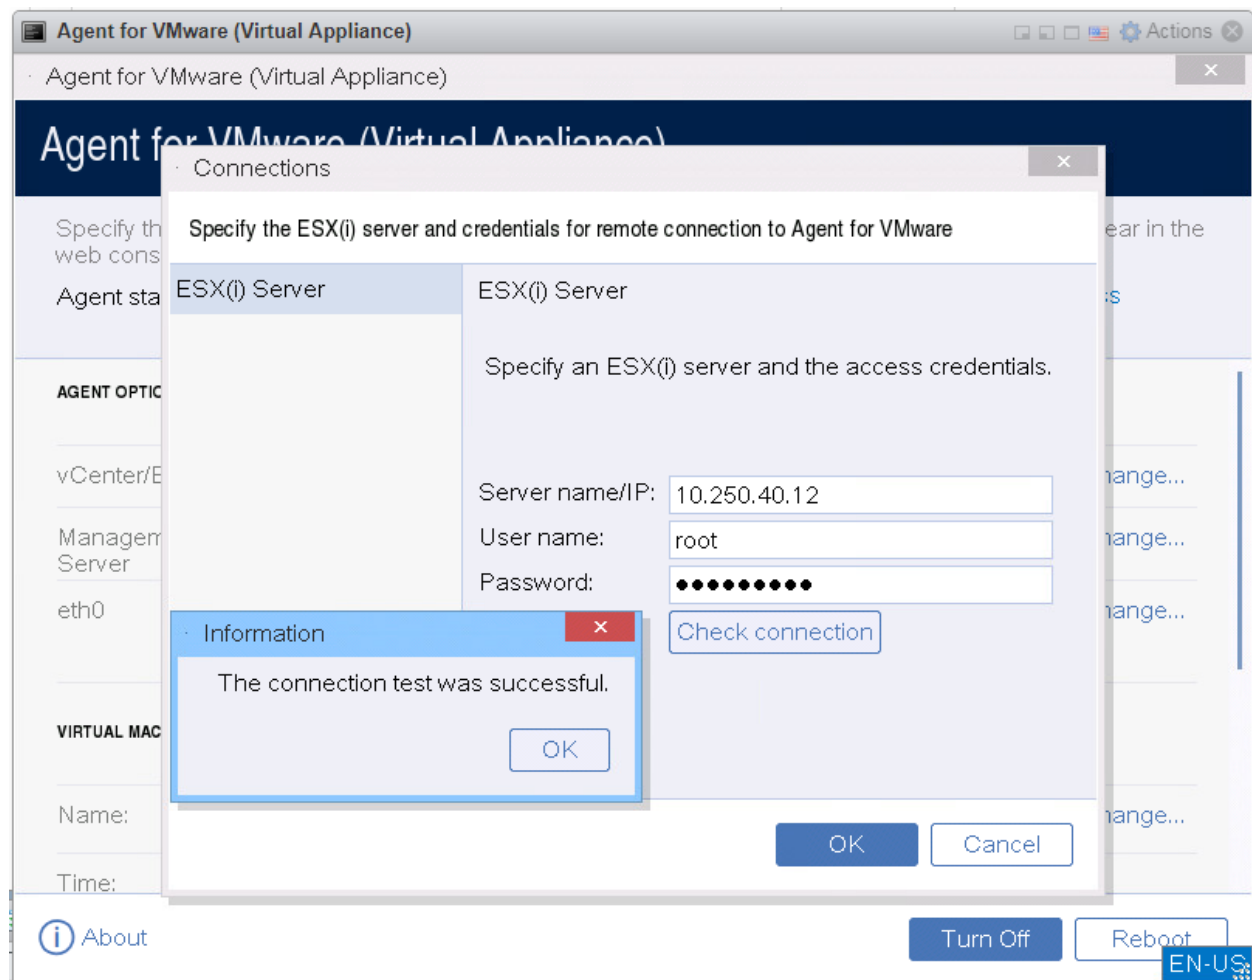 Agent for VMware (Virtual Appliance)
Actions
Agent for VMware (Virtual Appliance)
Agent for VMware (Virtual Appliance)
Connections
Specify th
ear in the
web cons
Specify the ESX(i) server and credentials for remote connection to Agent for VMware
Agent sta
ESX(i) Server
ESX(i) Server
Specify an ESX(i) server and the access credentials.
AGENT OPTIO
vCenter/E
hange...
Server name/IP: 10.250.40.12
Managem
Server
hange...
User name: root
Password: ●●●●●●●●●
eth0
hange...
Check connection
Information
The connection test was successful.
OK
VIRTUAL MAC
Name:
hange...
OK Cancel
Time:
About
Turn Off Reboot
EN-US